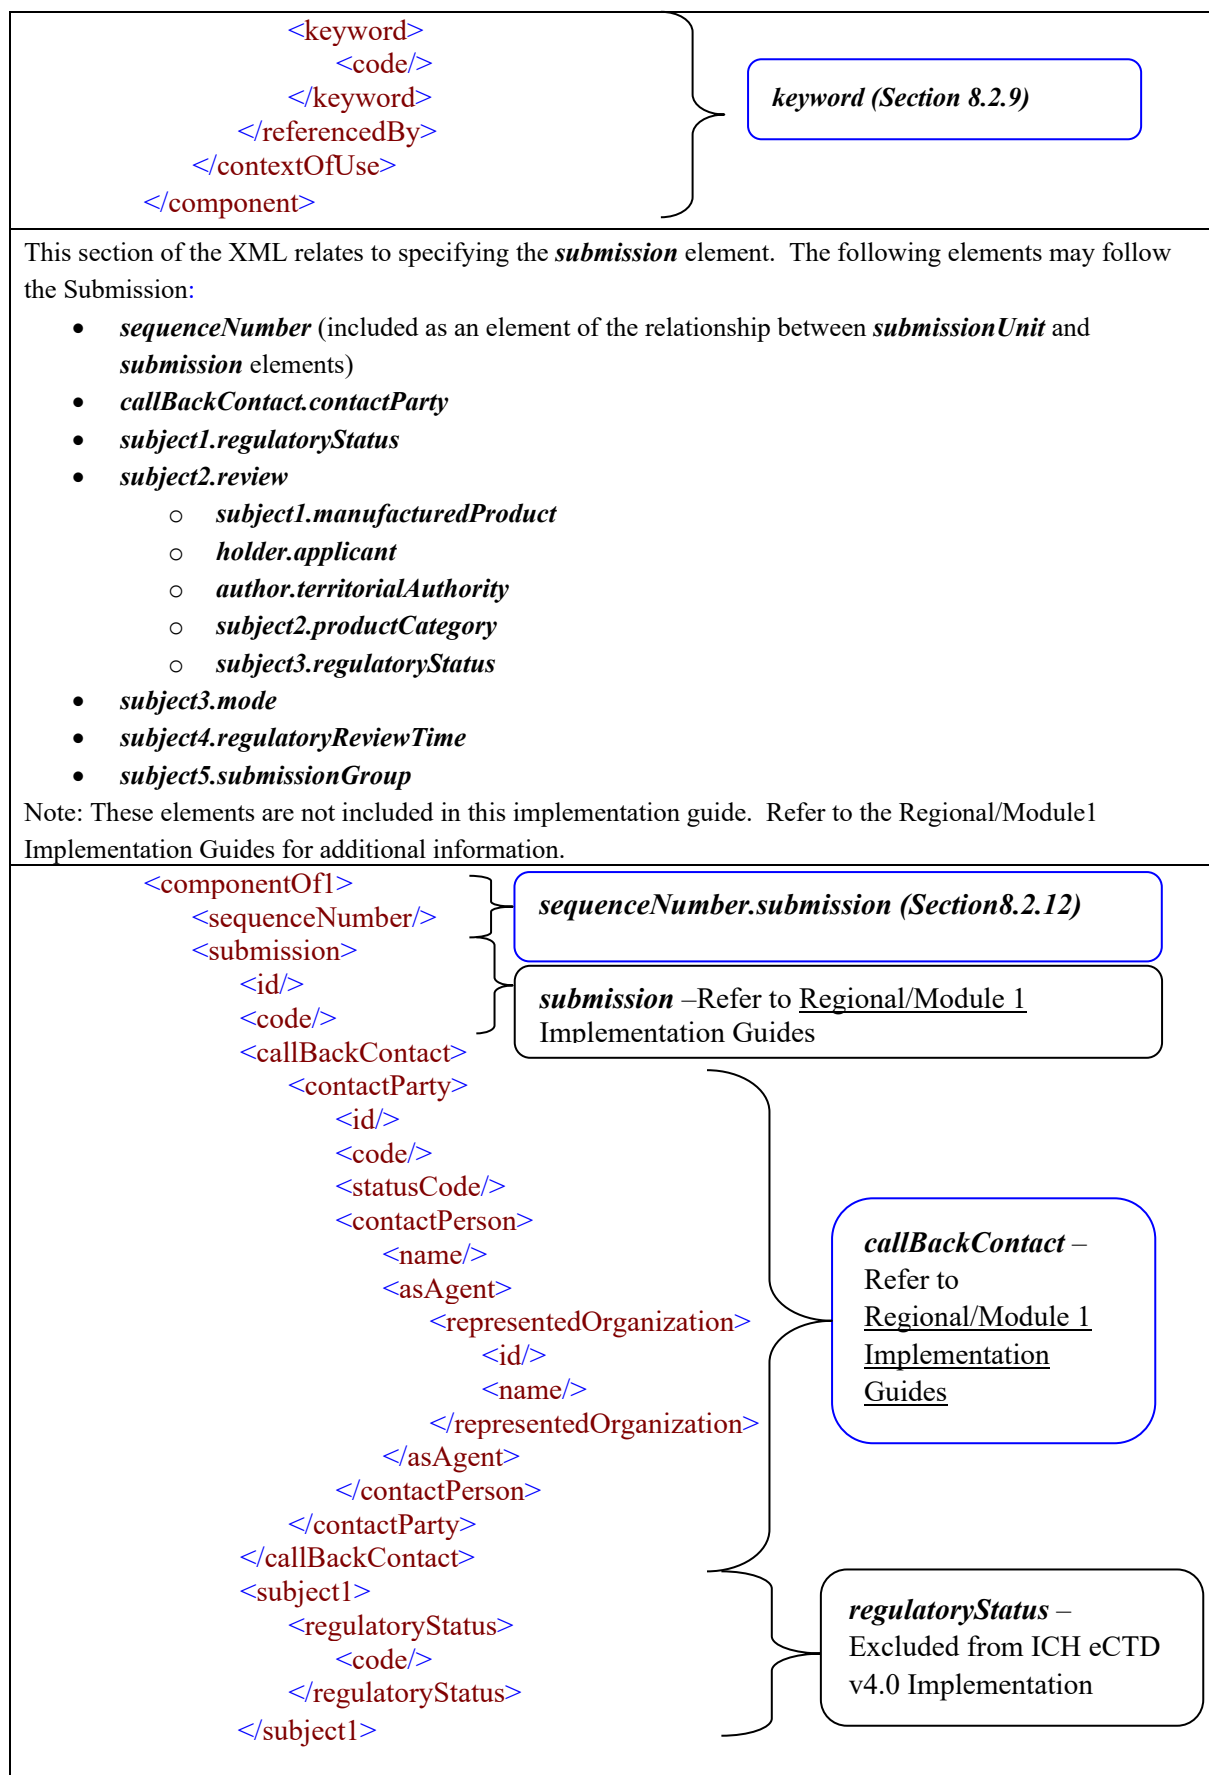 <keyword>
<code/>
</keyword>
</referencedBy>
</contextOfUse>
</component>
keyword (Section 8.2.9)
This section of the XML relates to specifying the submission element.  The following elements may follow
the Submission:
• sequenceNumber (included as an element of the relationship between submissionUnit and
submission elements)
• callBackContact.contactParty
• subject1.regulatoryStatus
• subject2.review
o subject1.manufacturedProduct
o holder.applicant
o author.territorialAuthority
o subject2.productCategory
o subject3.regulatoryStatus
• subject3.mode
• subject4.regulatoryReviewTime
• subject5.submissionGroup
Note: These elements are not included in this implementation guide.  Refer to the Regional/Module1
Implementation Guides for additional information.
<componentOf1>
<sequenceNumber/>
<submission>
<id/>
<code/>
sequenceNumber.submission (Section8.2.12)
submission –Refer to Regional/Module 1
Implementation Guides
<callBackContact>
<contactParty>
<id/>
<code/>
<statusCode/>
<contactPerson>
<name/>
<asAgent>
<representedOrganization>
<id/>
<name/>
</representedOrganization>
</asAgent>
</contactPerson>
</contactParty>
</callBackContact>
callBackContact –
Refer to
Regional/Module 1
Implementation
Guides
<subject1>
<regulatoryStatus>
<code/>
</regulatoryStatus>
</subject1>
regulatoryStatus –
Excluded from ICH eCTD
v4.0 Implementation